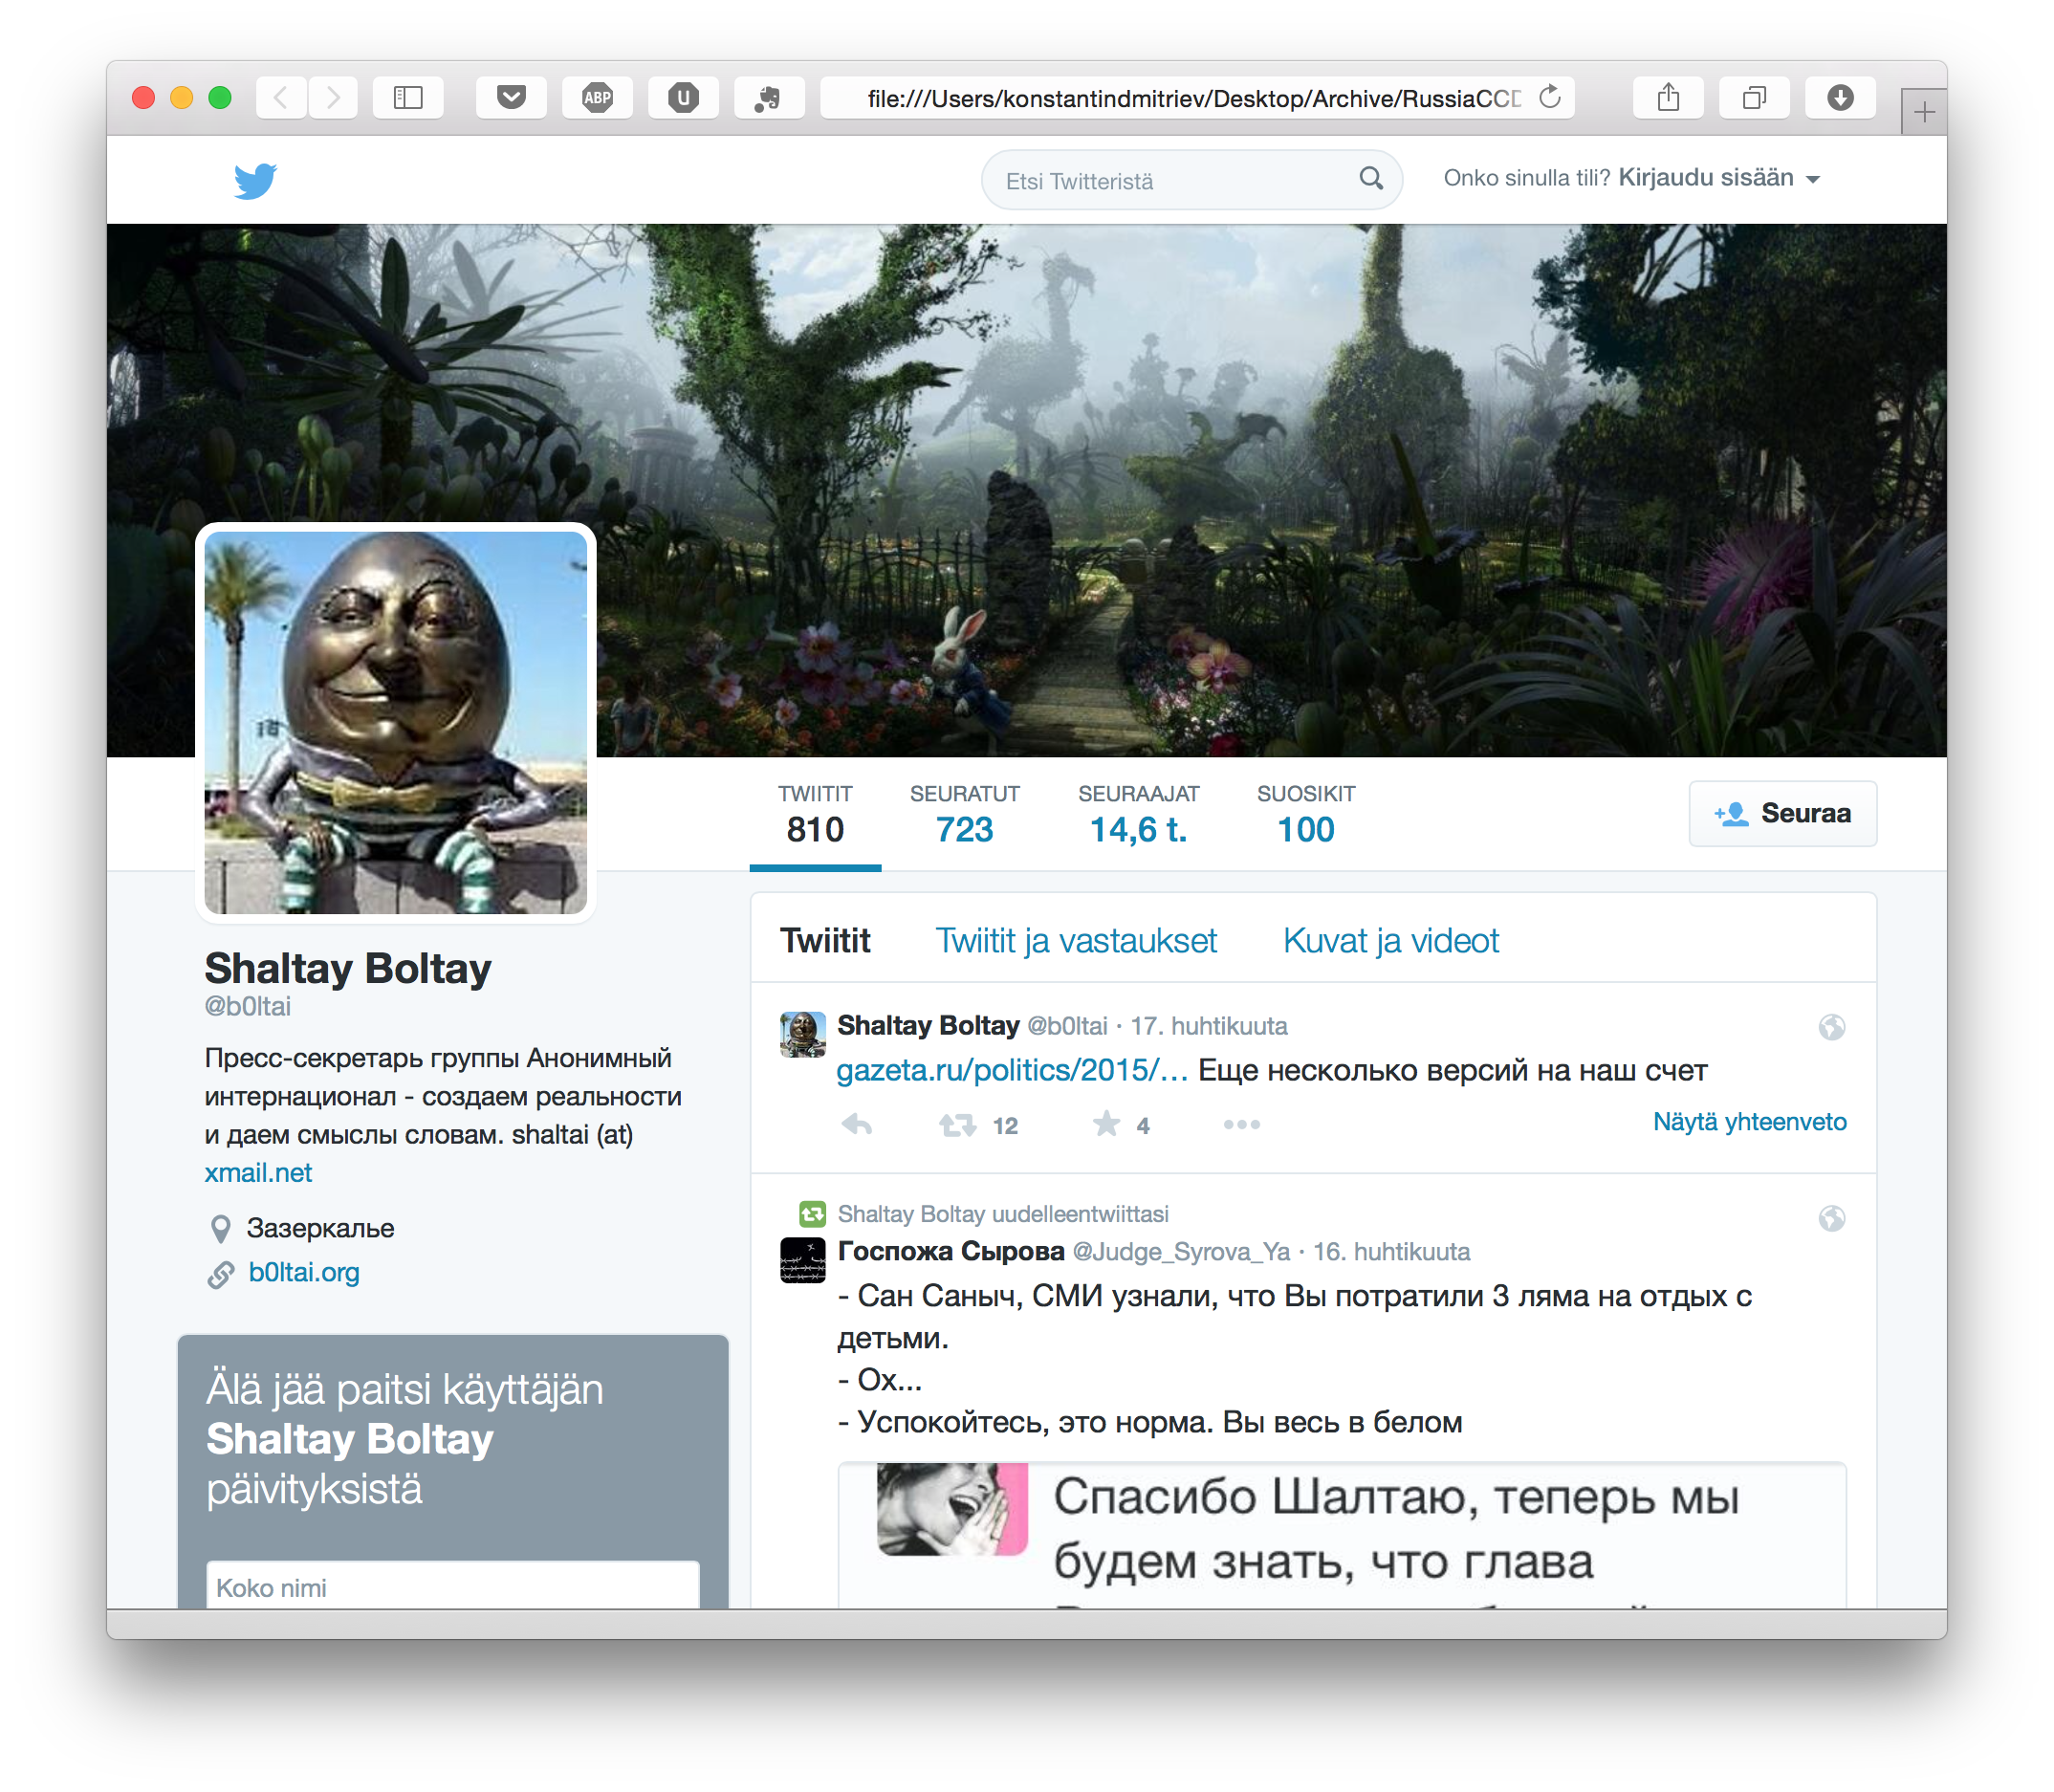 ABP
U
file:///Users/konstantindmitriev/Desktop/Archive/RussiaCCD
Etsi Twitteristä
Onko sinulla tili? Kirjaudu sisään
TWIITIT
810
SEURATUT
723
SEURAAJAT
14,6 t.
SUOSIKIT
100
Seuraa
Shaltay Boltay
@b0ltai
Пресс-секретарь группы Анонимный
интернационал - создаем реальности
и даем смыслы словам. shaltai (at)
xmail.net
Зазеркалье
b0ltai.org
Älä jää paitsi käyttäjän
Shaltay Boltay
päivityksistä
Koko nimi
Twiitit
Twiitit ja vastaukset
Kuvat ja videot
Shaltay Boltay @b0ltai · 17. huhtikuuta
gazeta.ru/politics/2015/… Еще несколько версий на наш счет
12
4
Näytä yhteenveto
Shaltay Boltay uudelleentwiittasi
Госпожа Сырова @Judge_Syrova_Ya · 16. huhtikuuta
- Сан Саныч, СМИ узнали, что Вы потратили 3 ляма на отдых с
детьми.
- Ох...
- Успокойтесь, это норма. Вы весь в белом
Спасибо Шалтаю, теперь мы
будем знать, что глава